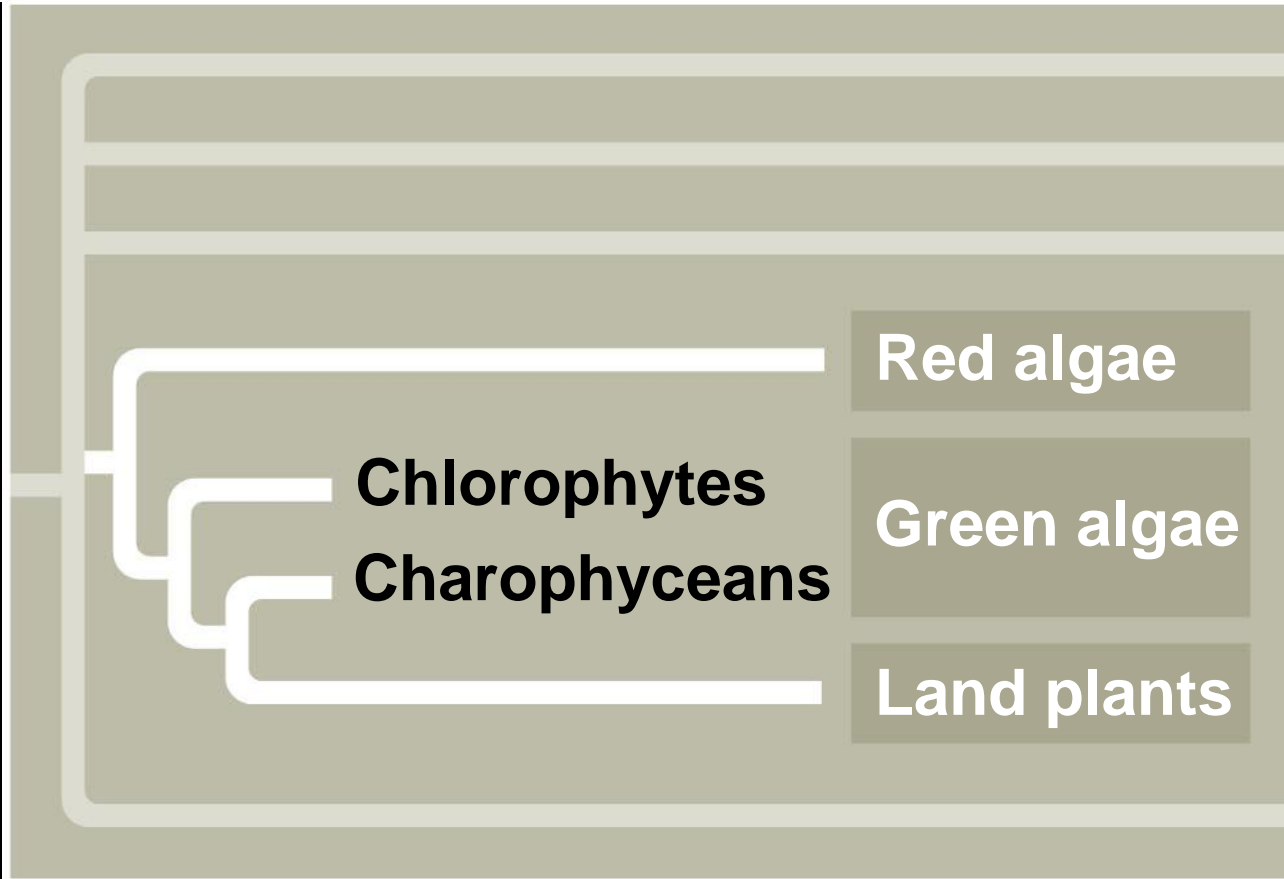 Red algae
Chlorophytes
Green algae
Charophyceans
Land plants